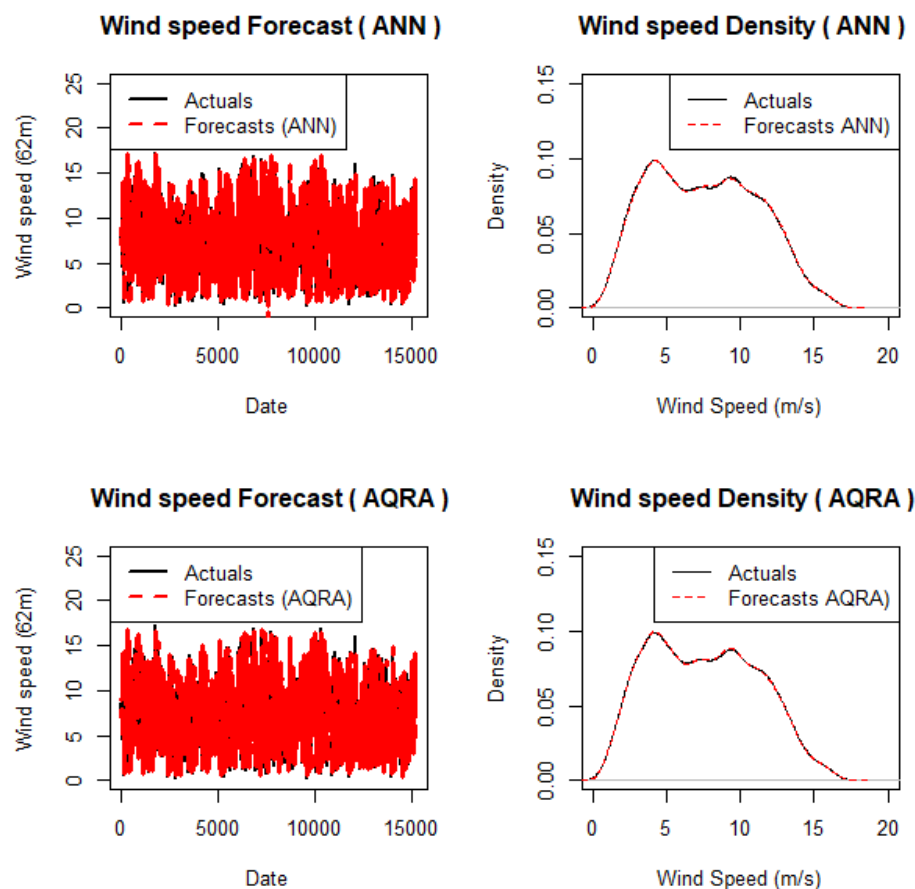 Wind speed Forecast ( ANN )
Wind speed (62m)
25
20
15
10
5
0
Actuals
Forecasts (ANN)
0
5000
10000
15000
Date
Wind speed Density ( ANN )
Density
0.15
0.10
0.05
0.00
Actuals
Forecasts ANN)
0
5
10
15
20
Wind Speed (m/s)
Wind speed Forecast ( AQRA )
Wind speed (62m)
25
20
15
10
5
0
Actuals
Forecasts (AQRA)
0
5000
10000
15000
Date
Wind speed Density ( AQRA )
Density
0.15
0.10
0.05
0.00
Actuals
Forecasts AQRA)
0
5
10
15
20
Wind Speed (m/s)